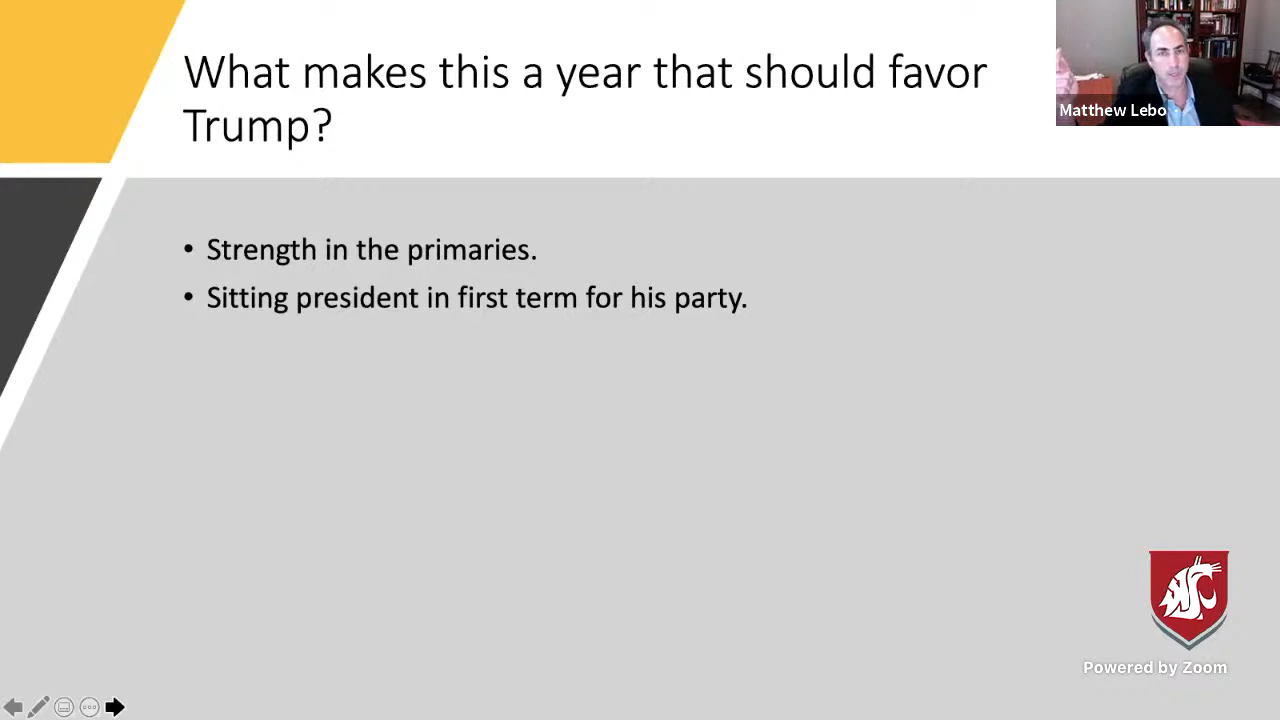 What makes this a year that should favor
Trump?
Matthew Lebo
• Strength in the primaries.
• Sitting president in first term for his party.
Powered by Zoom